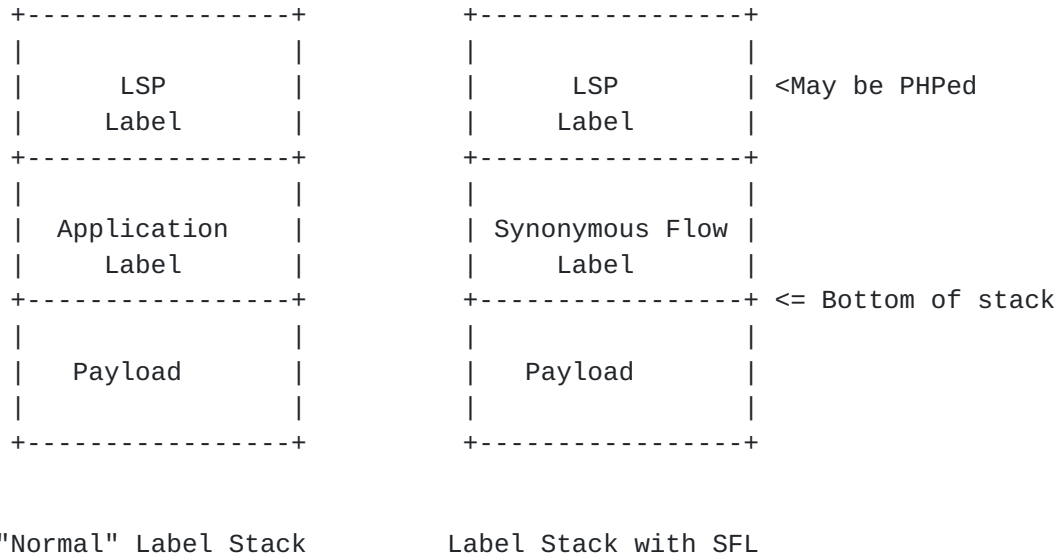 +-----------------+          +-----------------+
|                 |          |                 |
|      LSP        |          |      LSP        | <May be PHPed
|     Label       |          |     Label       |
+-----------------+          +-----------------+
|                 |          |                 |
|  Application    |          | Synonymous Flow |
|     Label       |          |     Label       |
+-----------------+          +-----------------+ <= Bottom of stack
|                 |          |                 |
|   Payload       |          |   Payload       |
|                 |          |                 |
+-----------------+          +-----------------+
"Normal" Label Stack         Label Stack with SFL